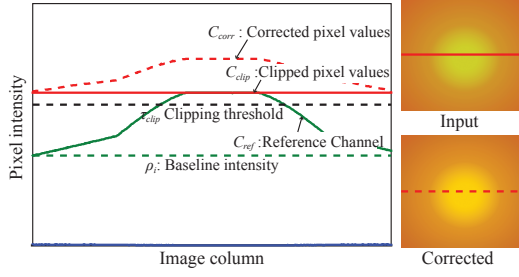 C_corr : Corrected pixel values
C_clip : Clipped pixel values
τ_clip Clipping threshold
C_ref :Reference Channel
ρ_i: Baseline intensity
Pixel intensity
Image column
Input
Corrected